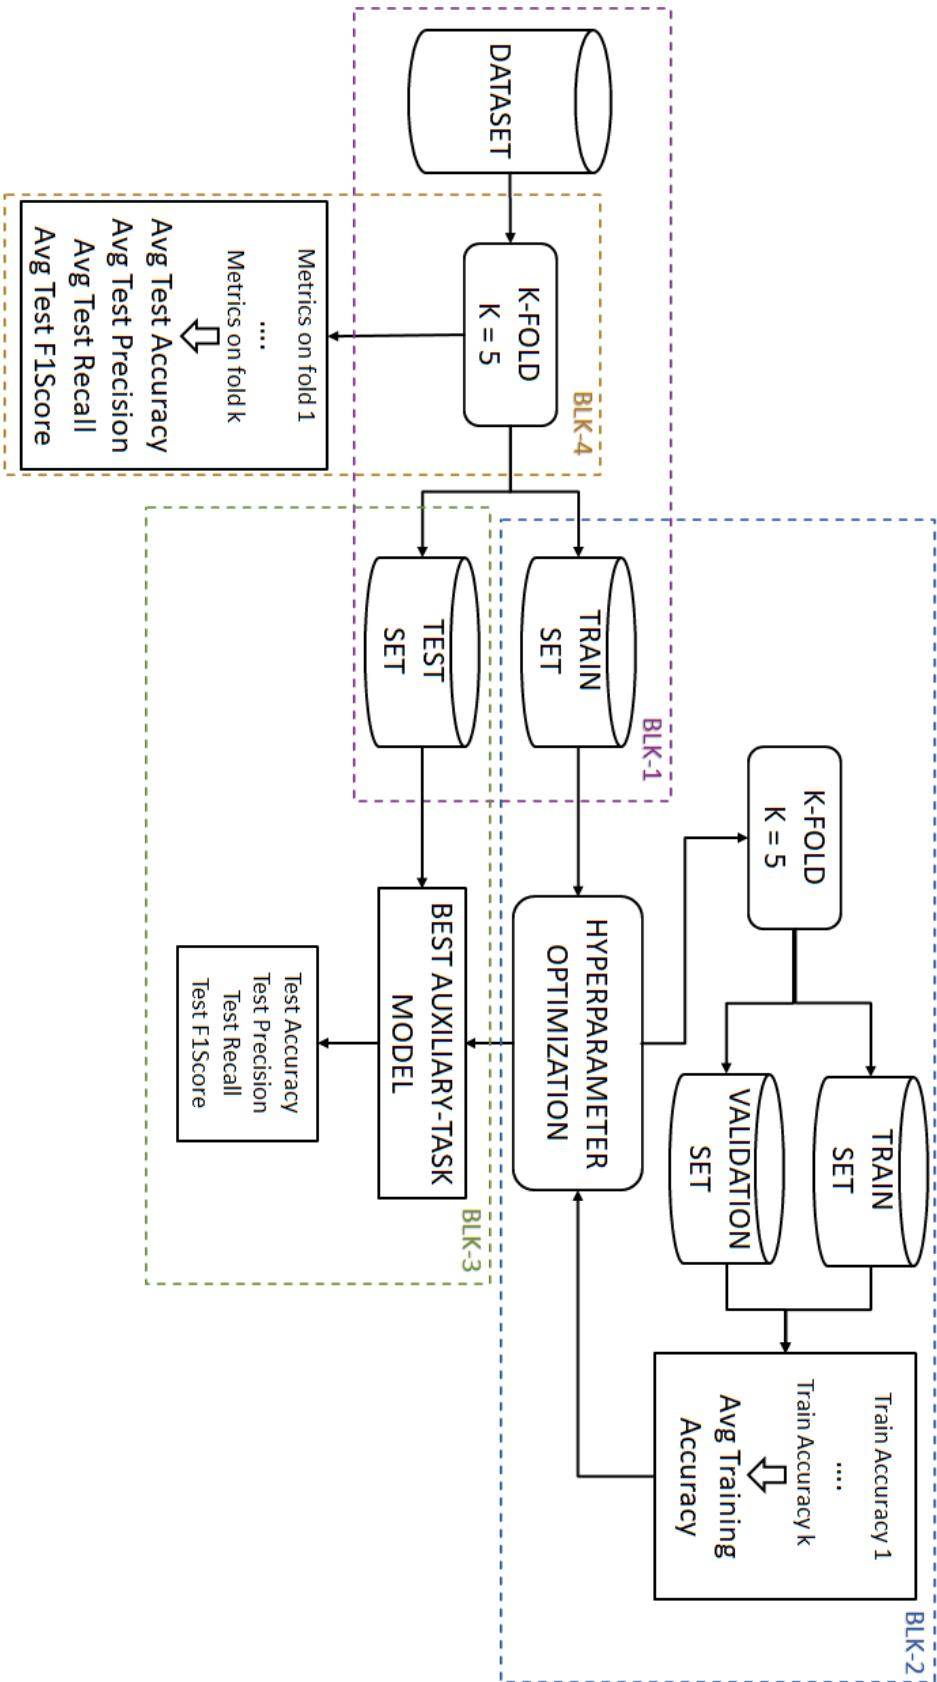 K-FOLD
K = 5
TRAIN
SET
VALIDATION
SET
Train Accuracy 1
....
Train Accuracy k
Avg Training
Accuracy
BLK-2
DATASET
K-FOLD
K = 5
BLK-4
TRAIN
SET
BLK-1
HYPERPARAMETER
OPTIMIZATION
TEST
SET
BEST AUXILIARY-TASK
MODEL
BLK-3
Metrics on fold 1
....
Metrics on fold k
Avg Test Accuracy
Avg Test Precision
Avg Test Recall
Avg Test F1Score
Test Accuracy
Test Precision
Test Recall
Test F1Score